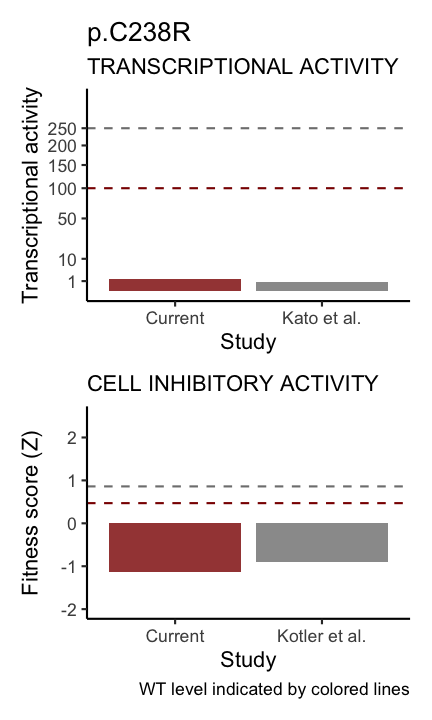 p.C238R
TRANSCRIPTIONAL ACTIVITY
Transcriptional activity
250
200
150
100
50
10
1
Current
Kato et al.
Study
CELL INHIBITORY ACTIVITY
Fitness score (Z)
2
1
0
-1
-2
Current
Kotler et al.
Study
WT level indicated by colored lines